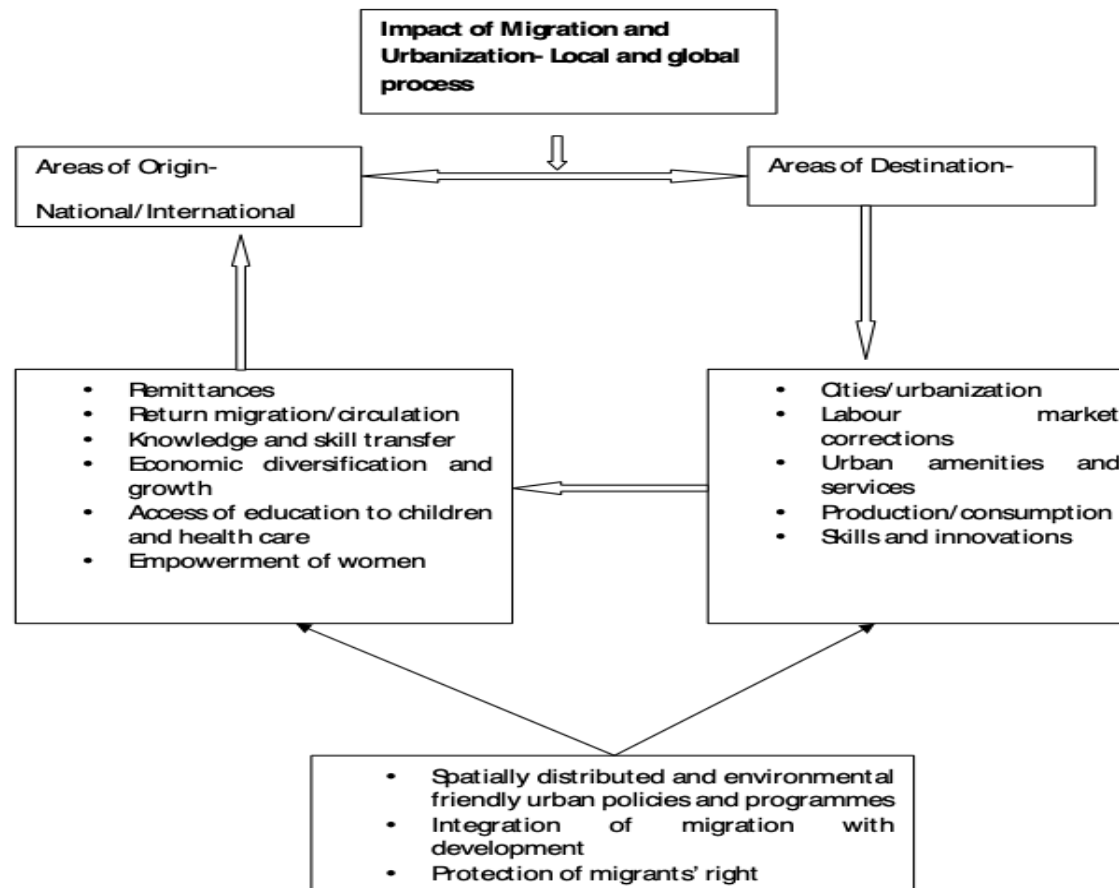 Impact of Migration and
Urbanization- Local and global
process
Areas of Origin-
National/International
Areas of Destination-
• Remittances
• Return migration/circulation
• Knowledge and skill transfer
• Economic diversification and
growth
• Access of education to children
and health care
• Empowerment of women
• Cities/urbanization
• Labour market
corrections
• Urban amenities and
services
• Production/consumption
• Skills and innovations
• Spatially distributed and environmental
friendly urban policies and programmes
• Integration of migration with
development
• Protection of migrants' right